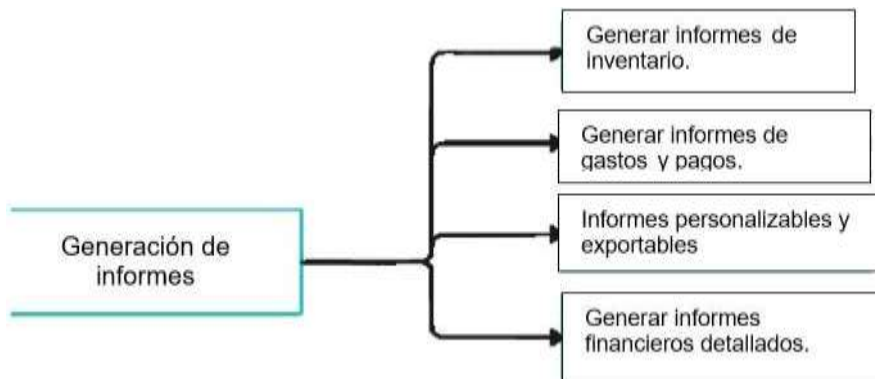 Generar informes de
inventario.
Generar informes de
gastos y pagos.
Generación de
informes
Informes personalizables y
exportables
Generar informes
financieros detallados.